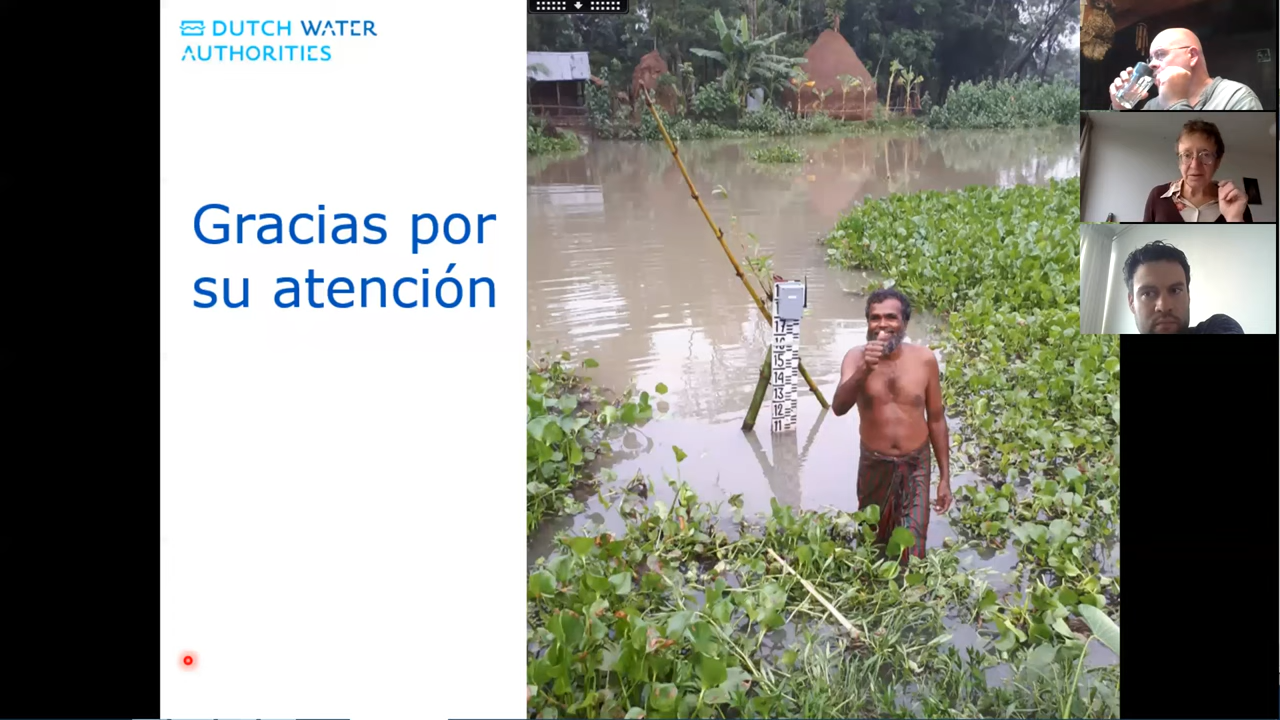 DUTCH WATER
AUTHORITIES
Gracias por
su atención
17
16
15
14
13
12
11